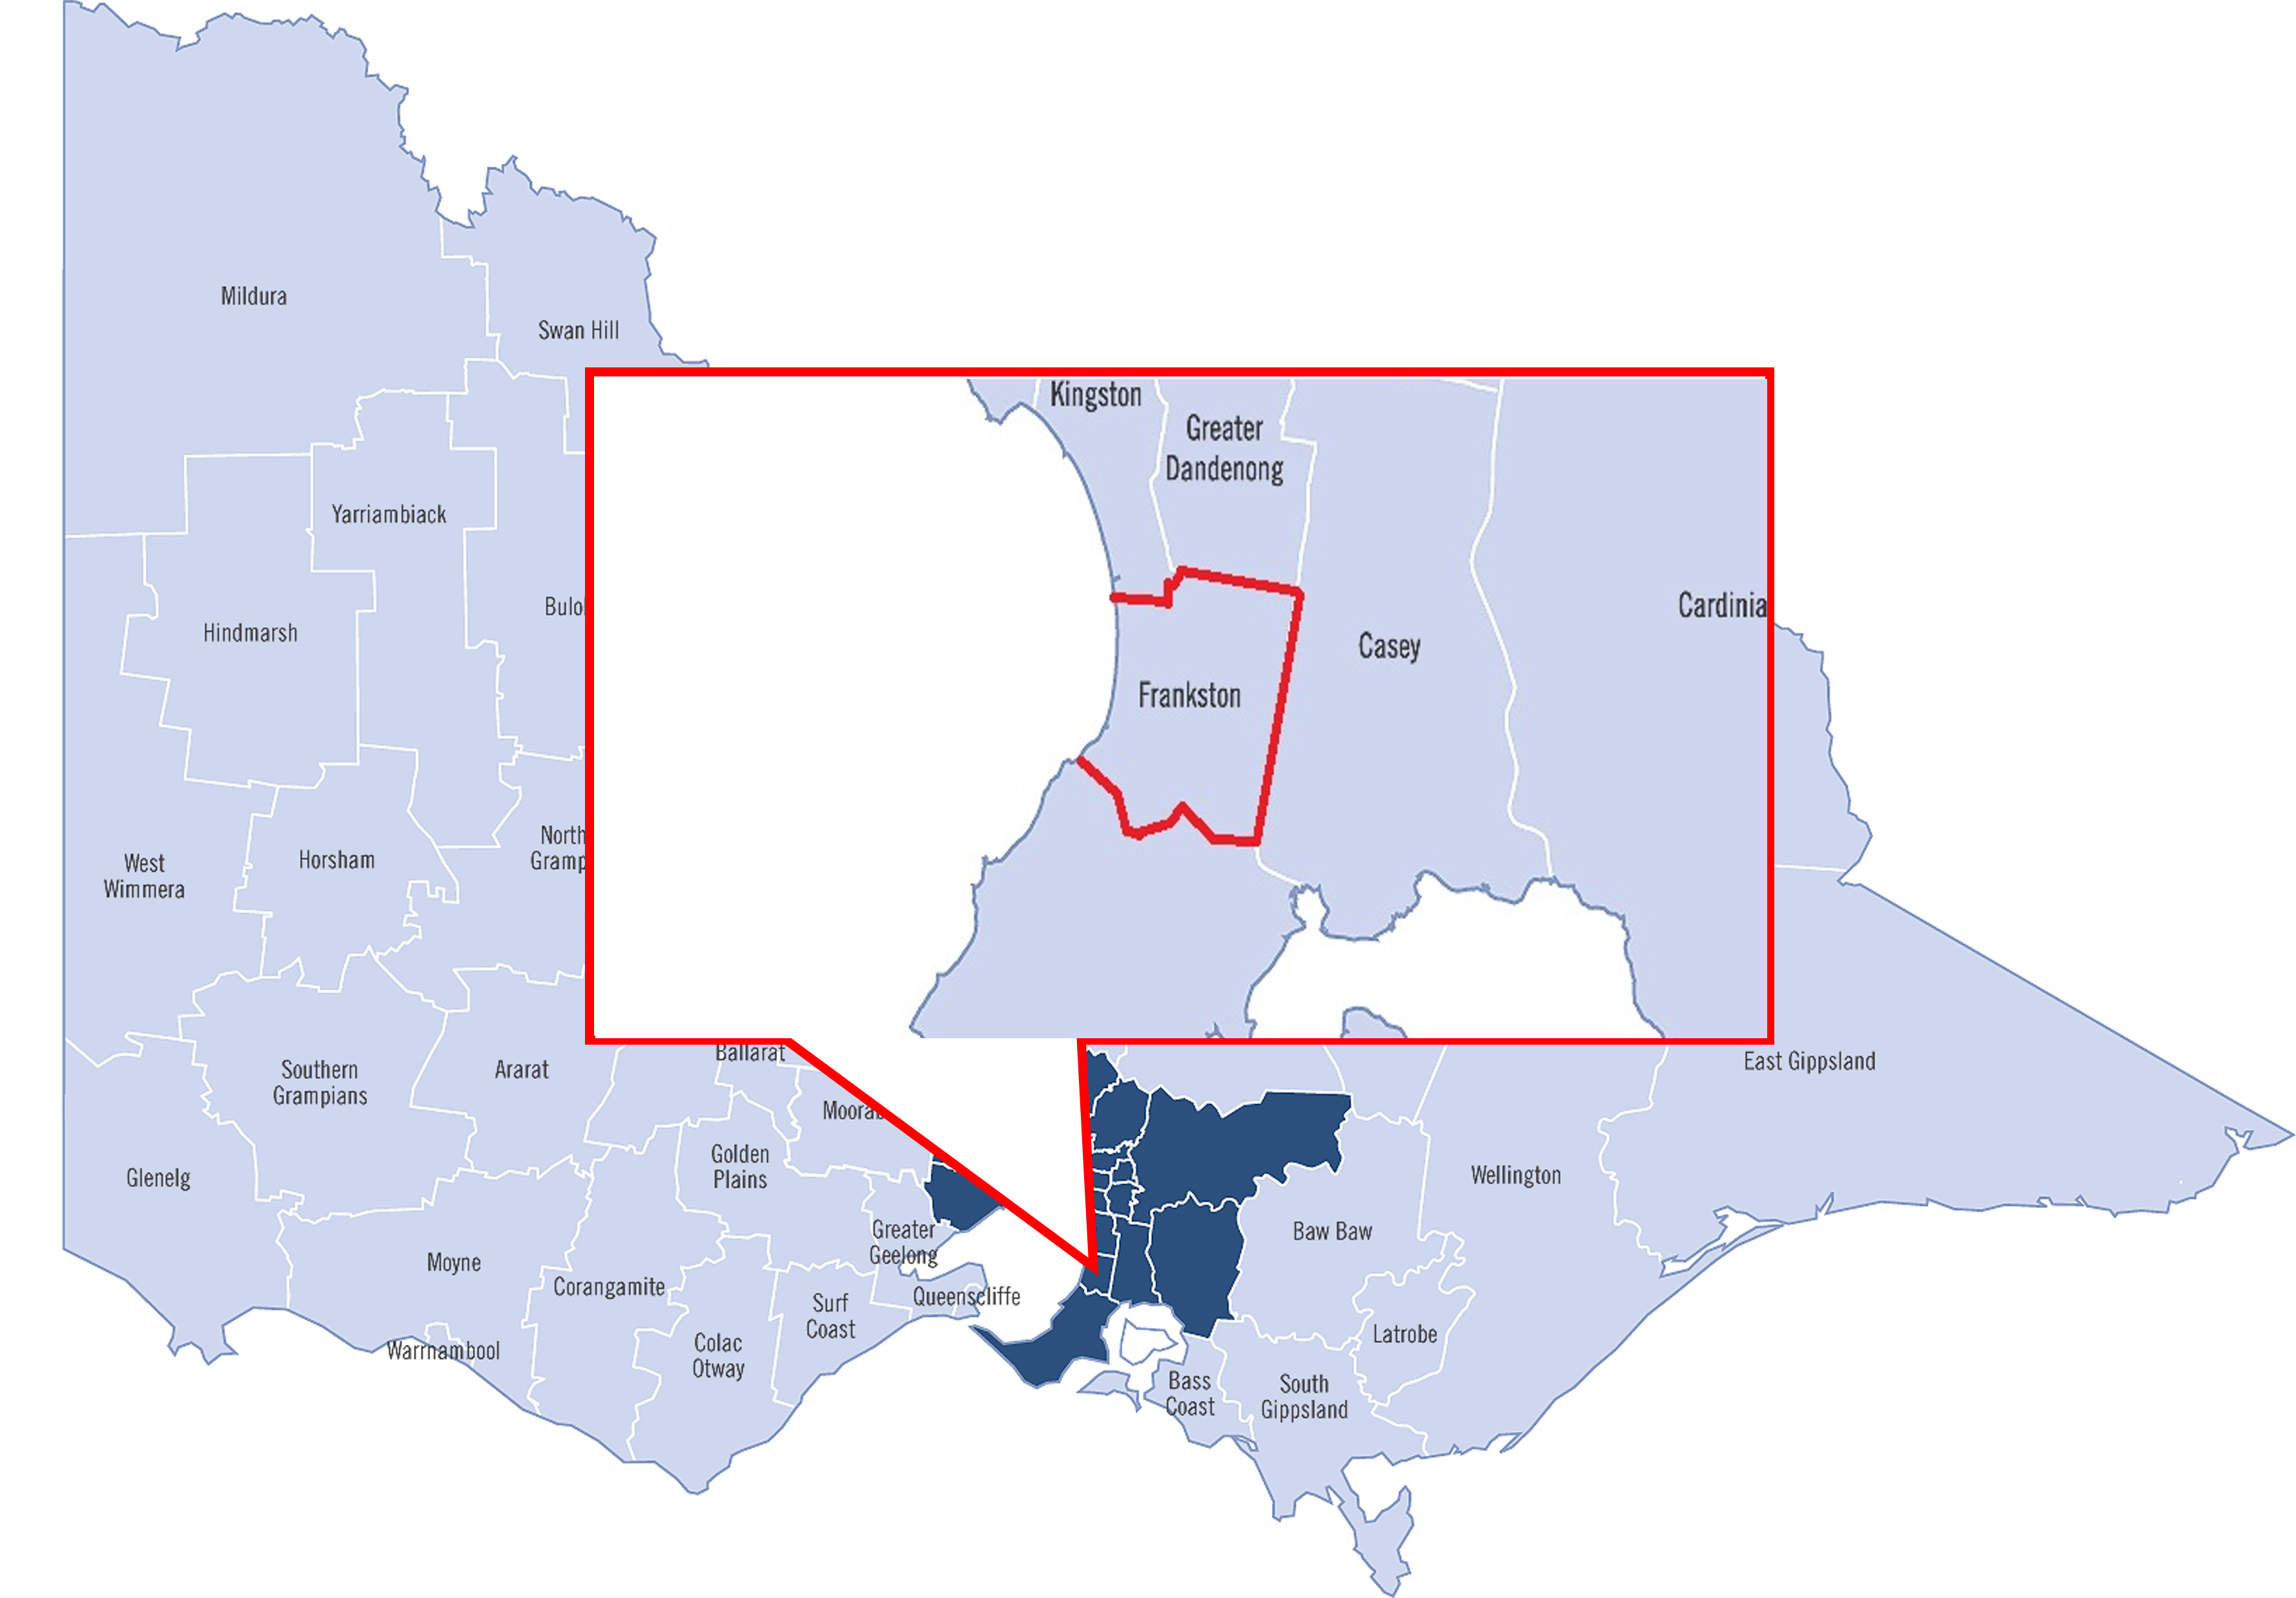 Mildura
Swan Hill
Kingston
Greater
Dandenong
Yarriambiack
Bulo
Cardinia
Hindmarsh
Casey
Frankston
North
Gramp
Horsham
West
Wimmera
Ballarat
East Gippsland
Southern
Grampians
Ararat
Moorab
Golden
Plains
Glenelg
Wellington
Greater
Geelong
Baw Baw
Moyne
Corangamite
Queenscliffe
Surf
Coast
Latrobe
Warrnambool
Colac
Otway
Bass
Coast
South
Gippsland